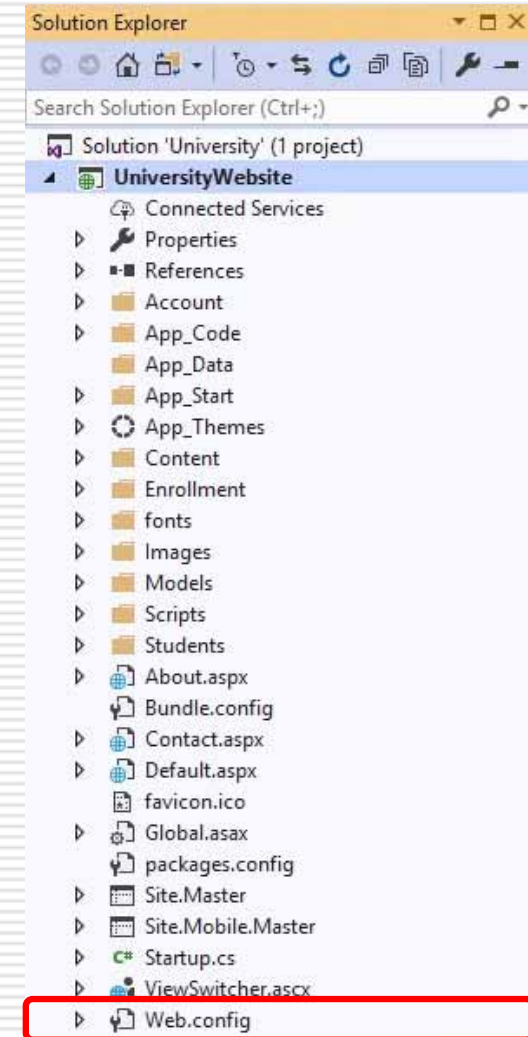 Solution Explorer
Search Solution Explorer (Ctrl+;)
Solution 'University' (1 project)
UniversityWebsite
Connected Services
Properties
References
Account
App_Code
App_Data
App_Start
App_Themes
Content
Enrollment
fonts
Images
Models
Scripts
Students
About.aspx
Bundle.config
Contact.aspx
Default.aspx
favicon.ico
Global.asax
packages.config
Site.Master
Site.Mobile.Master
C# Startup.cs
ViewSwitcher.ascx
Web.config